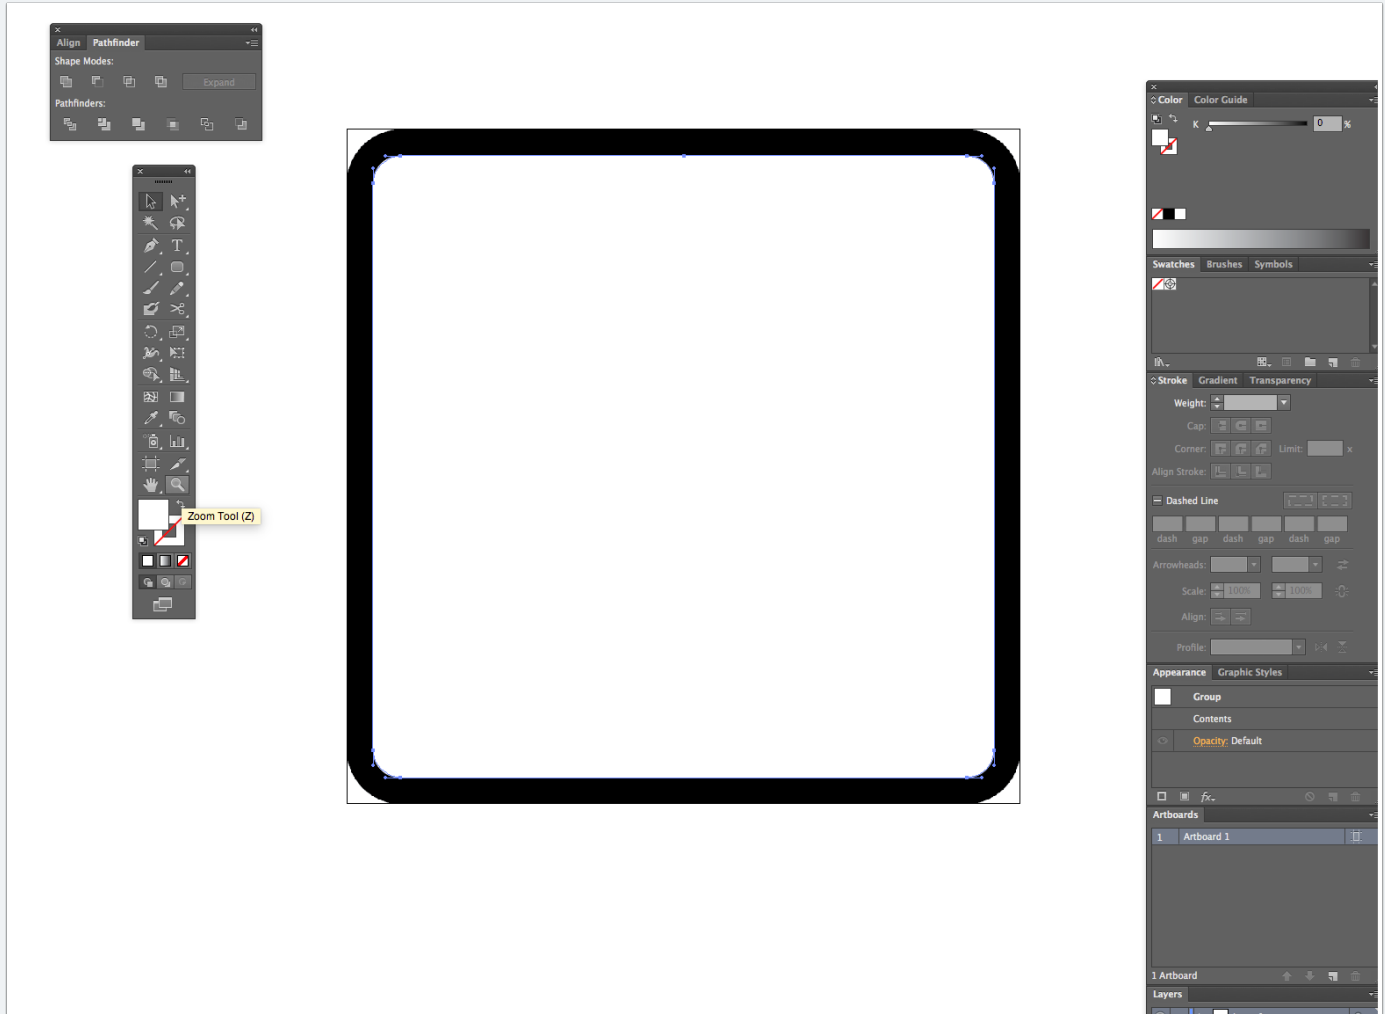 Align Pathfinder
Shape Modes:
Expand
Pathfinders:
T
Zoom Tool (Z)
Color Color Guide
K 0 %
Swatches Brushes Symbols
Stroke Gradient Transparency
Weight:
Cap:
Corner: Limit: x
Align Stroke:
Dashed Line
dash gap dash gap dash gap
Arrowheads:
Scale: 100% 100%
Align:
Profile:
Appearance Graphic Styles
Group
Contents
Opacity: Default
fx
Artboards
1 Artboard 1
1 Artboard
Layers